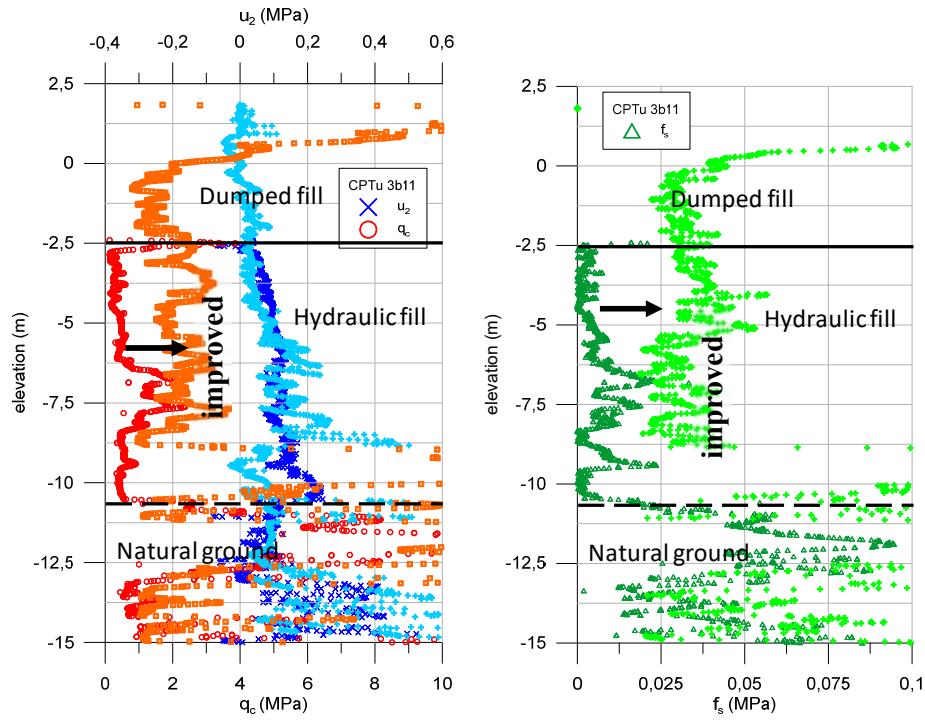 u2 (MPa)
-0,4 -0,2 0 0,2 0,4 0,6
2,5
0
-2,5
-5
-7,5
-10
-12,5
-15
elevation (m)
Dumped fill
CPTu 3b11
u2
qc
Hydraulic fill
improved
Natural ground
0 2 4 6 8 10
qc (MPa)
2,5
0
-2,5
-5
-7,5
-10
-12,5
-15
elevation (m)
CPTu 3b11
fs
Dumped fill
Hydraulic fill
improved
Natural ground
0 0,025 0,05 0,075 0,1
fs (MPa)